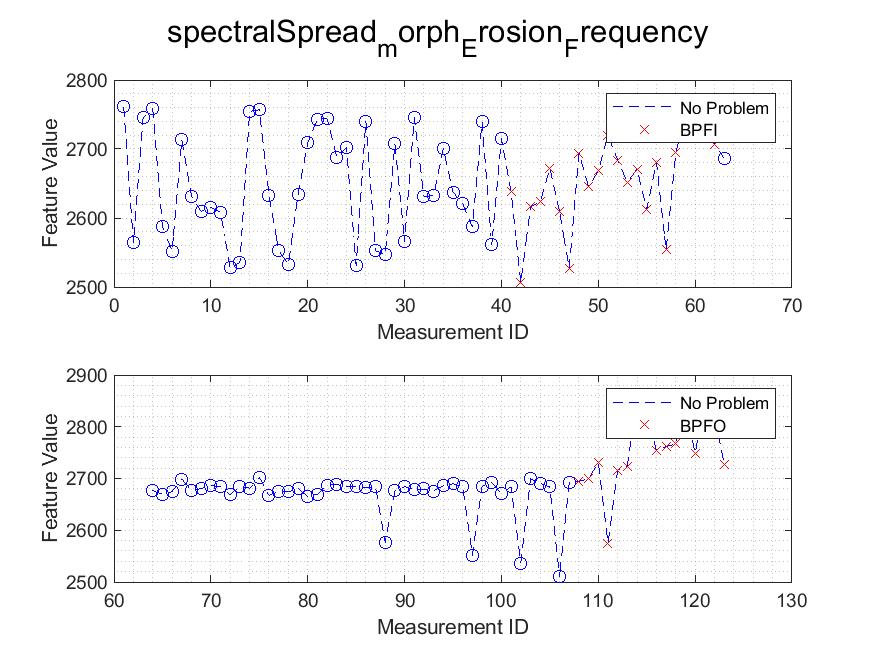 spectralSpread_morph_Erosion_Frequency
2800
2700
2600
2500
Feature Value
No Problem
BPFI
0 10 20 30 40 50 60 70
Measurement ID
2900
2800
2700
2600
2500
Feature Value
No Problem
BPFO
60 70 80 90 100 110 120 130
Measurement ID